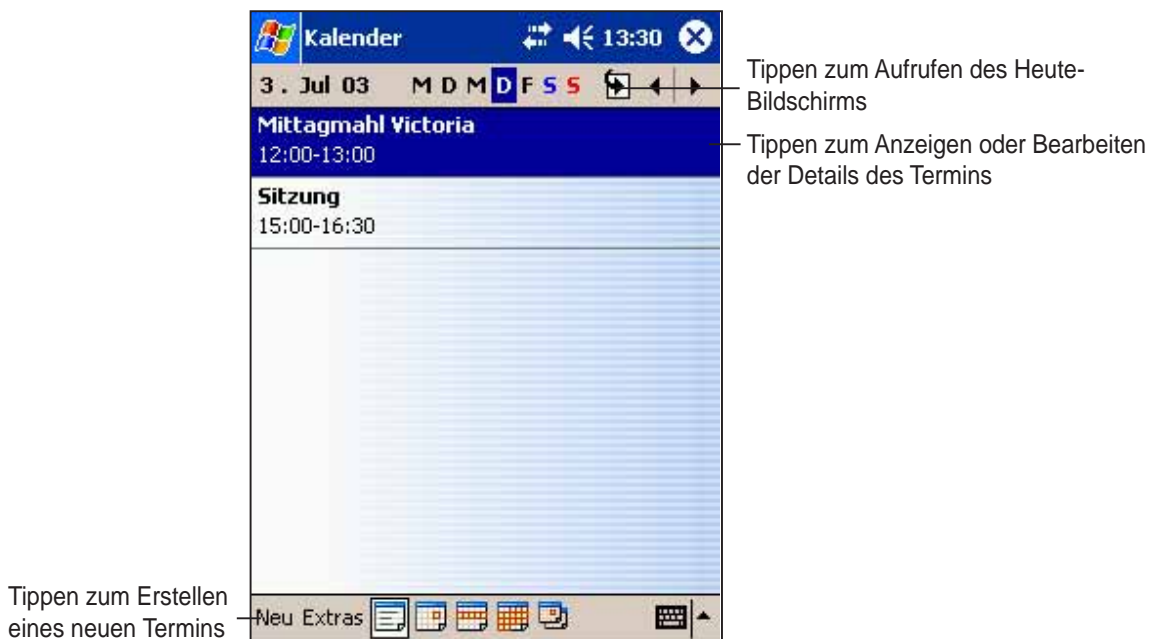 Kalender 13:30
3. Jul 03 M D M D F S S
Tippen zum Aufrufen des Heute-
Bildschirms
Mittagmahl Victoria
12:00-13:00
Tippen zum Anzeigen oder Bearbeiten
der Details des Termins
Sitzung
15:00-16:30
Tippen zum Erstellen
eines neuen Termins
Neu Extras